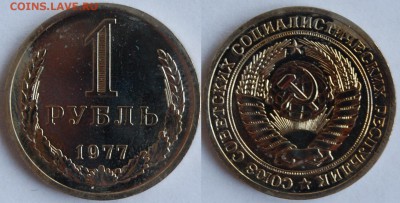 COINS.LAVE.RU
1
РУБЛЬ
1977
СОЮЗ СОВЕТСКИХ СОЦИАЛИСТИЧЕСКИХ РЕСПУБЛИК